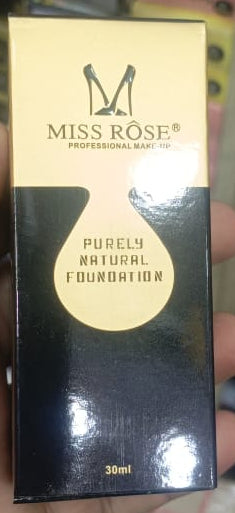 MISS RÔSE®
PROFESSIONAL MAKE-UP
PURELY
NATURAL
FOUNDATION
30ml